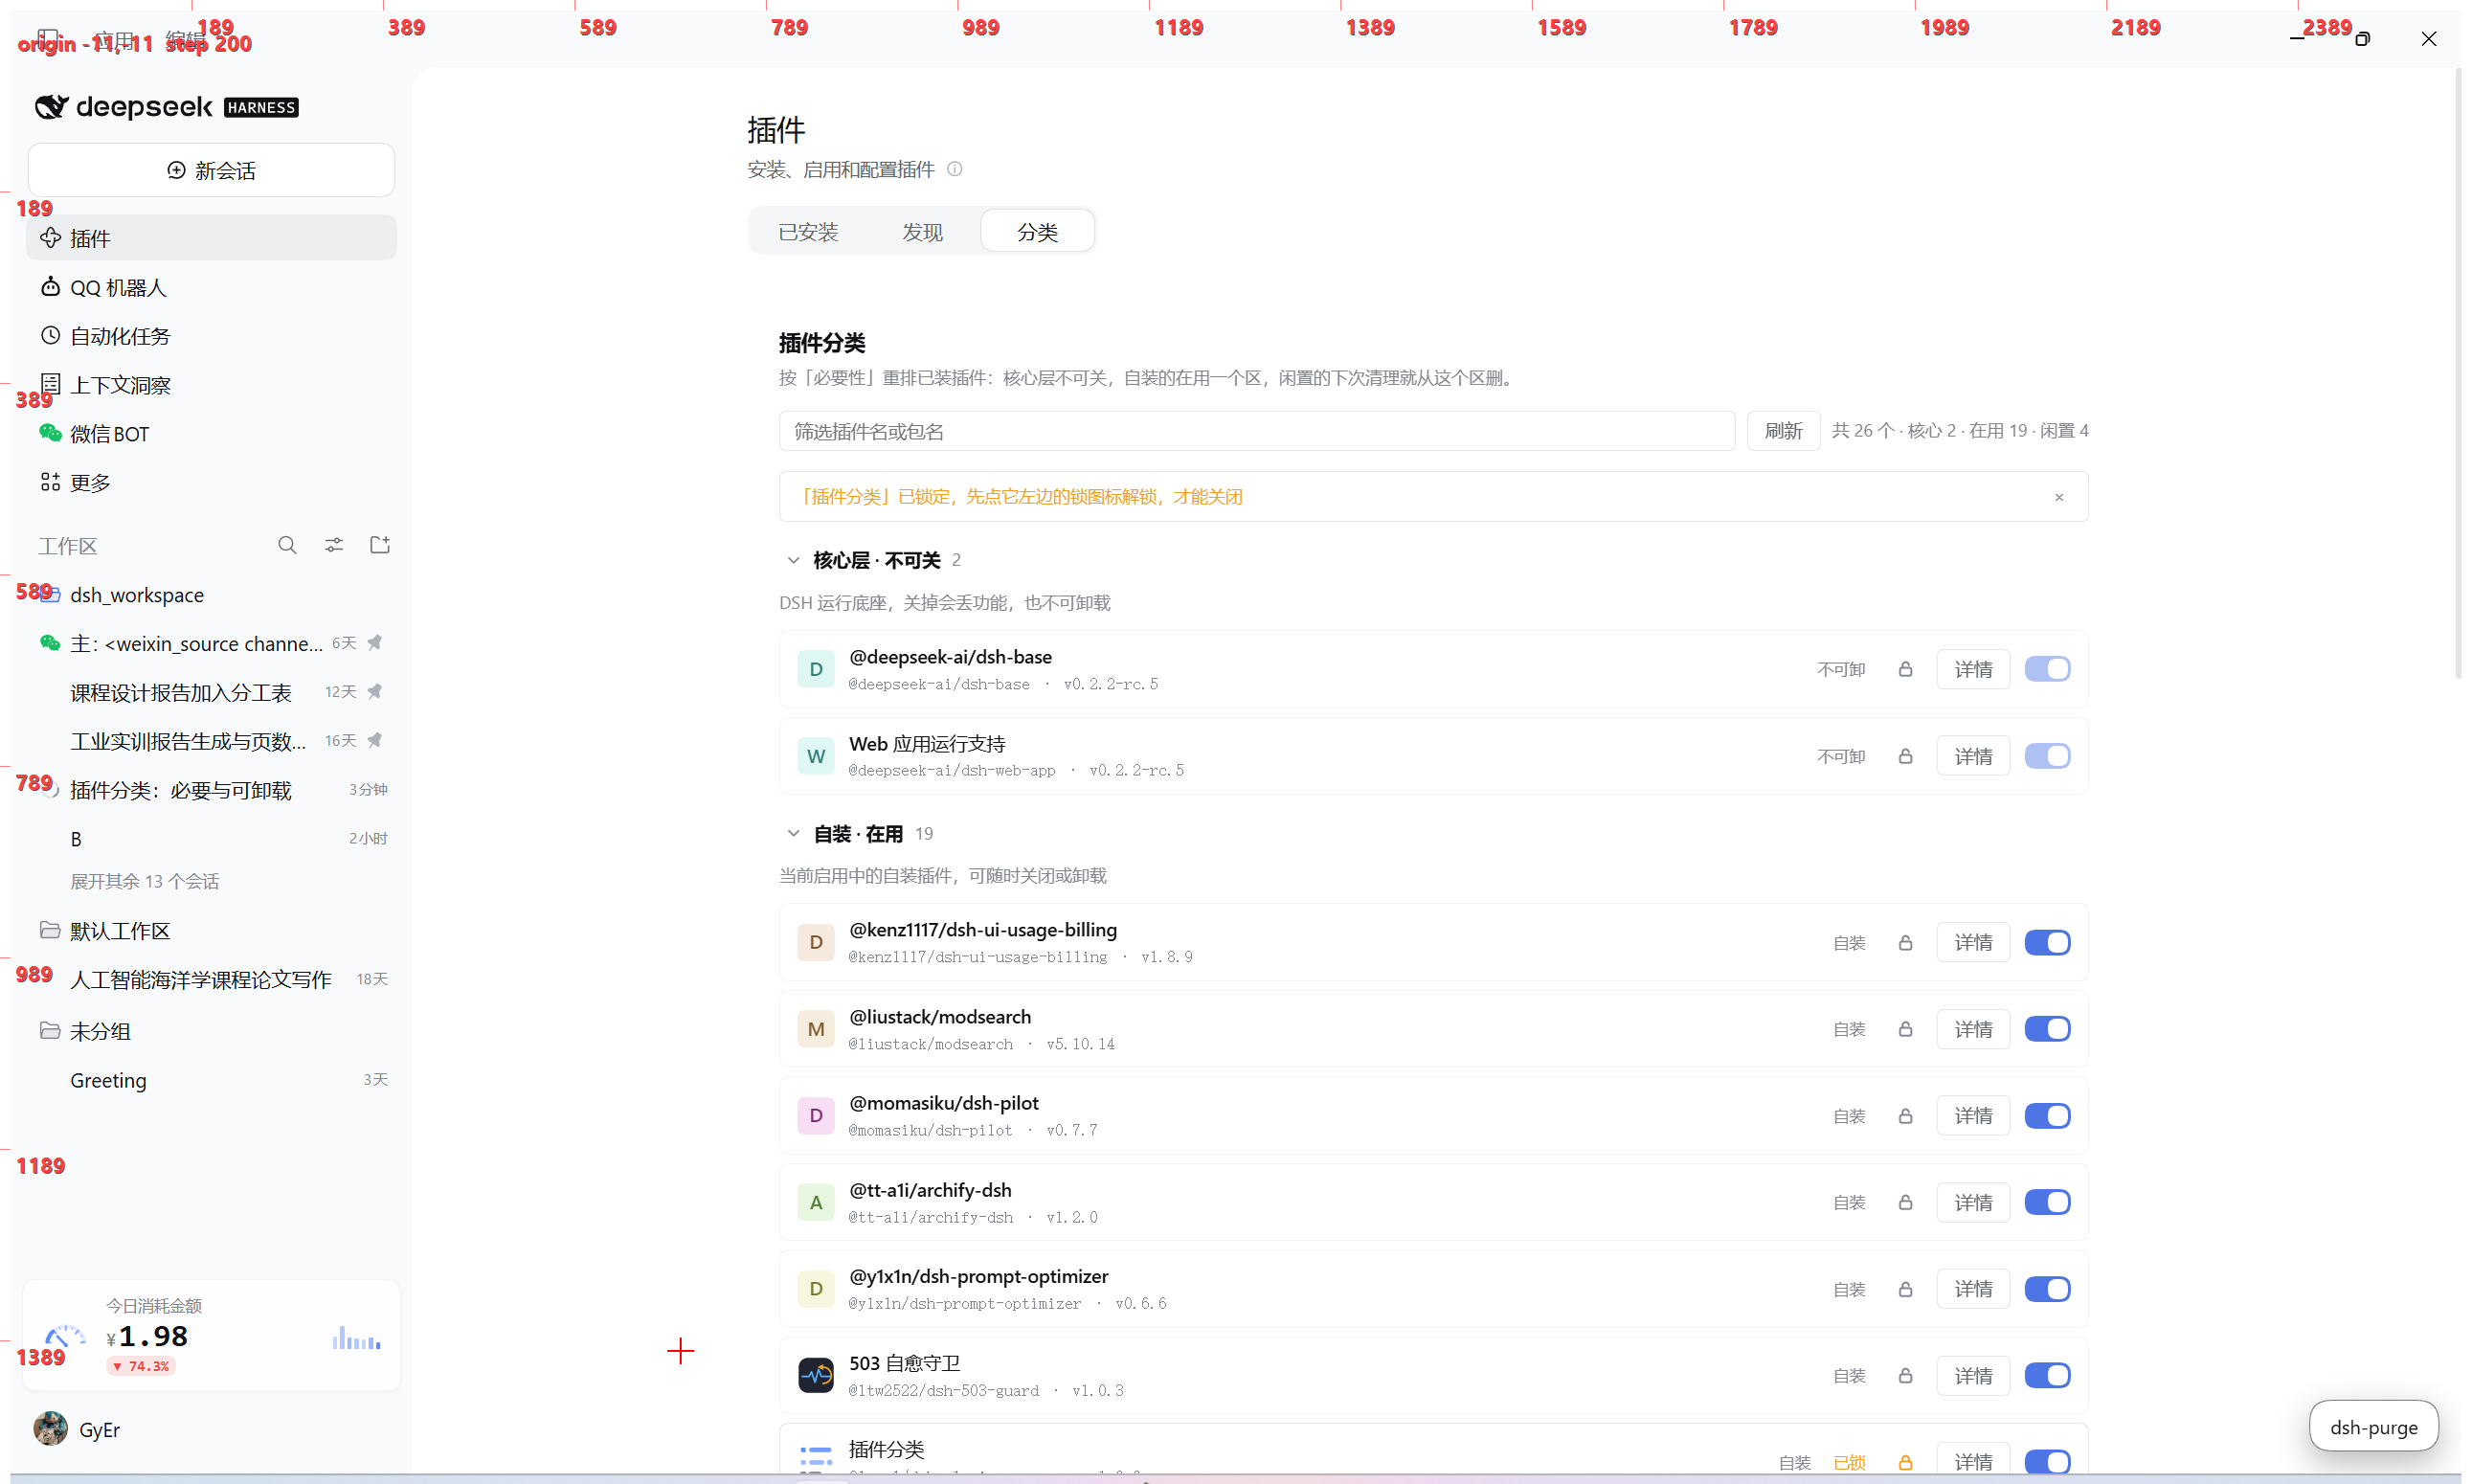 189 389 589 789 989 1189 1389 1589 1789 1989 2189 2389
应用 编辑
origin -11,-11 step 200
deepseek HARNESS
新会话
189
插件
QQ 机器人
自动化任务
上下文洞察
389
微信BOT
更多
工作区
589
dsh_workspace
主：<weixin_source channe... 6天
课程设计报告加入分工表 12天
工业实训报告生成与页数... 16天
789
插件分类：必要与可卸载 3分钟
B 2小时
展开其余 13 个会话
默认工作区
989
人工智能海洋学课程论文写作 18天
未分组
Greeting 3天
1189
今日消耗金额
¥1.98
1389
▼ 74.3%
GyEr
插件
安装、启用和配置插件
已安装 发现 分类
插件分类
按「必要性」重排已装插件：核心层不可关，自装的在用一个区，闲置的下次清理就从这个区删。
筛选插件名或包名 刷新 共 26 个 · 核心 2 · 在用 19 · 闲置 4
「插件分类」已锁定，先点它左边的锁图标解锁，才能关闭 ×
核心层 · 不可关 2
DSH 运行底座，关掉会丢功能，也不可卸载
D @deepseek-ai/dsh-base 不可卸 详情
@deepseek-ai/dsh-base · v0.2.2-rc.5
W Web 应用运行支持 不可卸 详情
@deepseek-ai/dsh-web-app · v0.2.2-rc.5
自装 · 在用 19
当前启用中的自装插件，可随时关闭或卸载
D @kenz1117/dsh-ui-usage-billing 自装 详情
@kenz1117/dsh-ui-usage-billing · v1.8.9
M @liustack/modsearch 自装 详情
@liustack/modsearch · v5.10.14
D @momasiku/dsh-pilot 自装 详情
@momasiku/dsh-pilot · v0.7.7
A @tt-a1i/archify-dsh 自装 详情
@tt-a1i/archify-dsh · v1.2.0
D @y1x1n/dsh-prompt-optimizer 自装 详情
@y1x1n/dsh-prompt-optimizer · v0.6.6
503 自愈守卫 自装 详情
@ltw2522/dsh-503-guard · v1.0.3
插件分类 自装 已锁 详情
dsh-purge